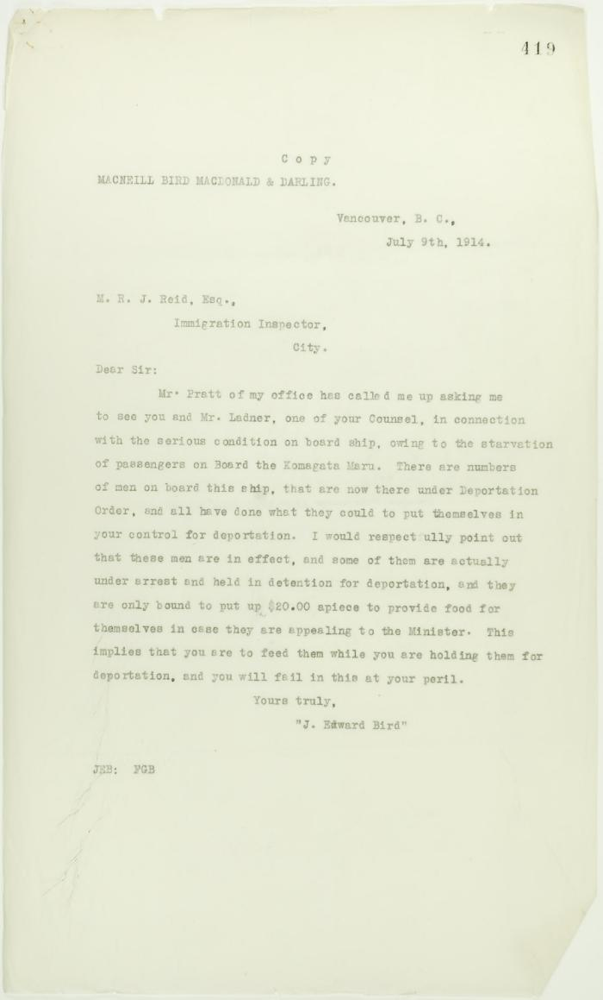 419
Copy
MACNEILL BIRD MACDONALD & DARLING.
Vancouver, B. C.,
July 9th, 1914.
M. R. J. Reid, Esq.,
Immigration Inspector,
City.
Dear Sir:
Mr. Pratt of my office has called me up asking me
to see you and Mr. Ladner, one of your Counsel, in connection
with the serious condition on board ship, owing to the starvation
of passengers on Board the Komagata Maru. There are numbers
of men on board this ship, that are now there under Deportation
Order, and all have done what they could to put themselves in
your control for deportation. I would respect ully point out
that these men are in effect, and some of them are actually
under arrest and held in detention for deportation, and they
are only bound to put up $20.00 apiece to provide food for
themselves in case they are appealing to the Minister. This
implies that you are to feed them while you are holding them for
deportation, and you will fail in this at your peril.
Yours truly,
"J. Edward Bird"
JEB: FGB